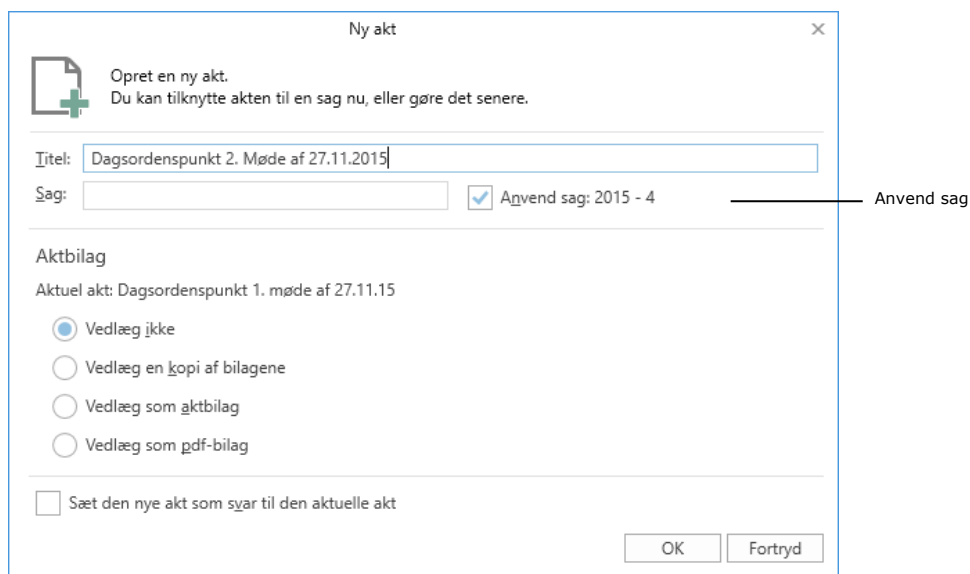 Ny akt
Opret en ny akt.
Du kan tilknytte akten til en sag nu, eller gøre det senere.
Titel: Dagsordenspunkt 2. Møde af 27.11.2015
Sag: Anvend sag: 2015 - 4
Anvend sag
Aktbilag
Aktuel akt: Dagsordenspunkt 1. møde af 27.11.15
Vedlæg ikke
Vedlæg en kopi af bilagene
Vedlæg som aktbilag
Vedlæg som pdf-bilag
Sæt den nye akt som svar til den aktuelle akt
OK Fortryd